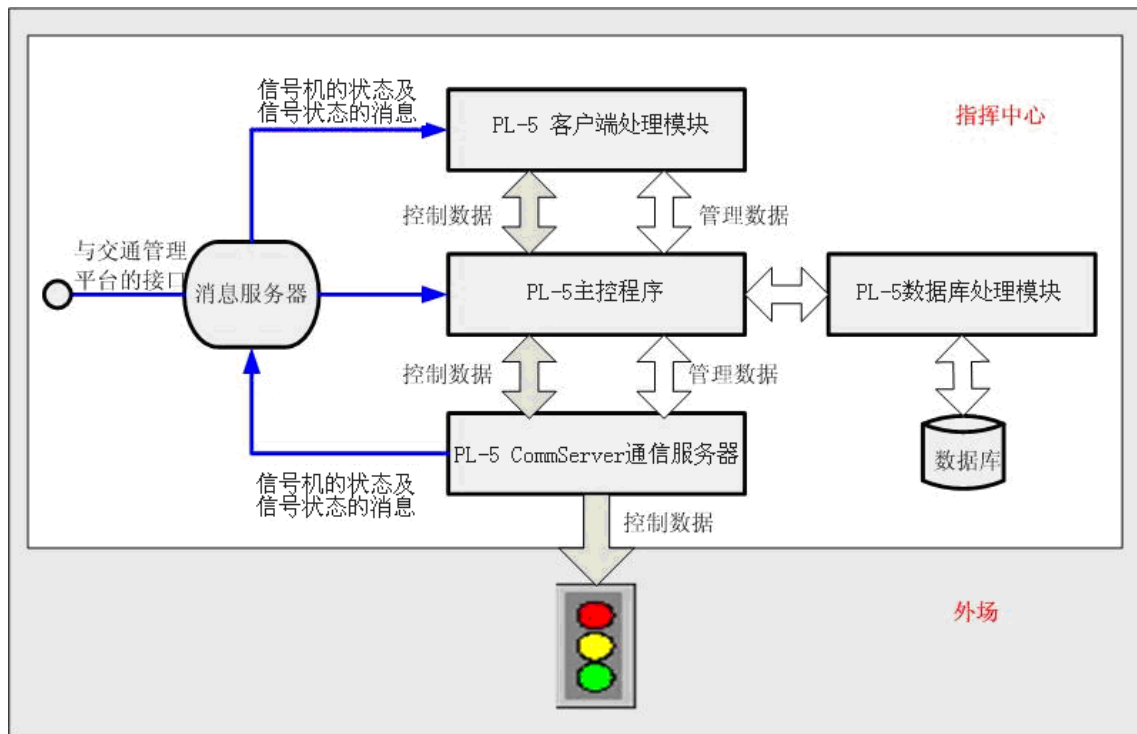 信号机的状态及
信号状态的消息
PL-5 客户端处理模块
指挥中心
控制数据
管理数据
与交通管理
平台的接口
消息服务器
PL-5主控程序
PL-5数据库处理模块
控制数据
管理数据
PL-5 CommServer通信服务器
数据库
信号机的状态及
信号状态的消息
控制数据
外场